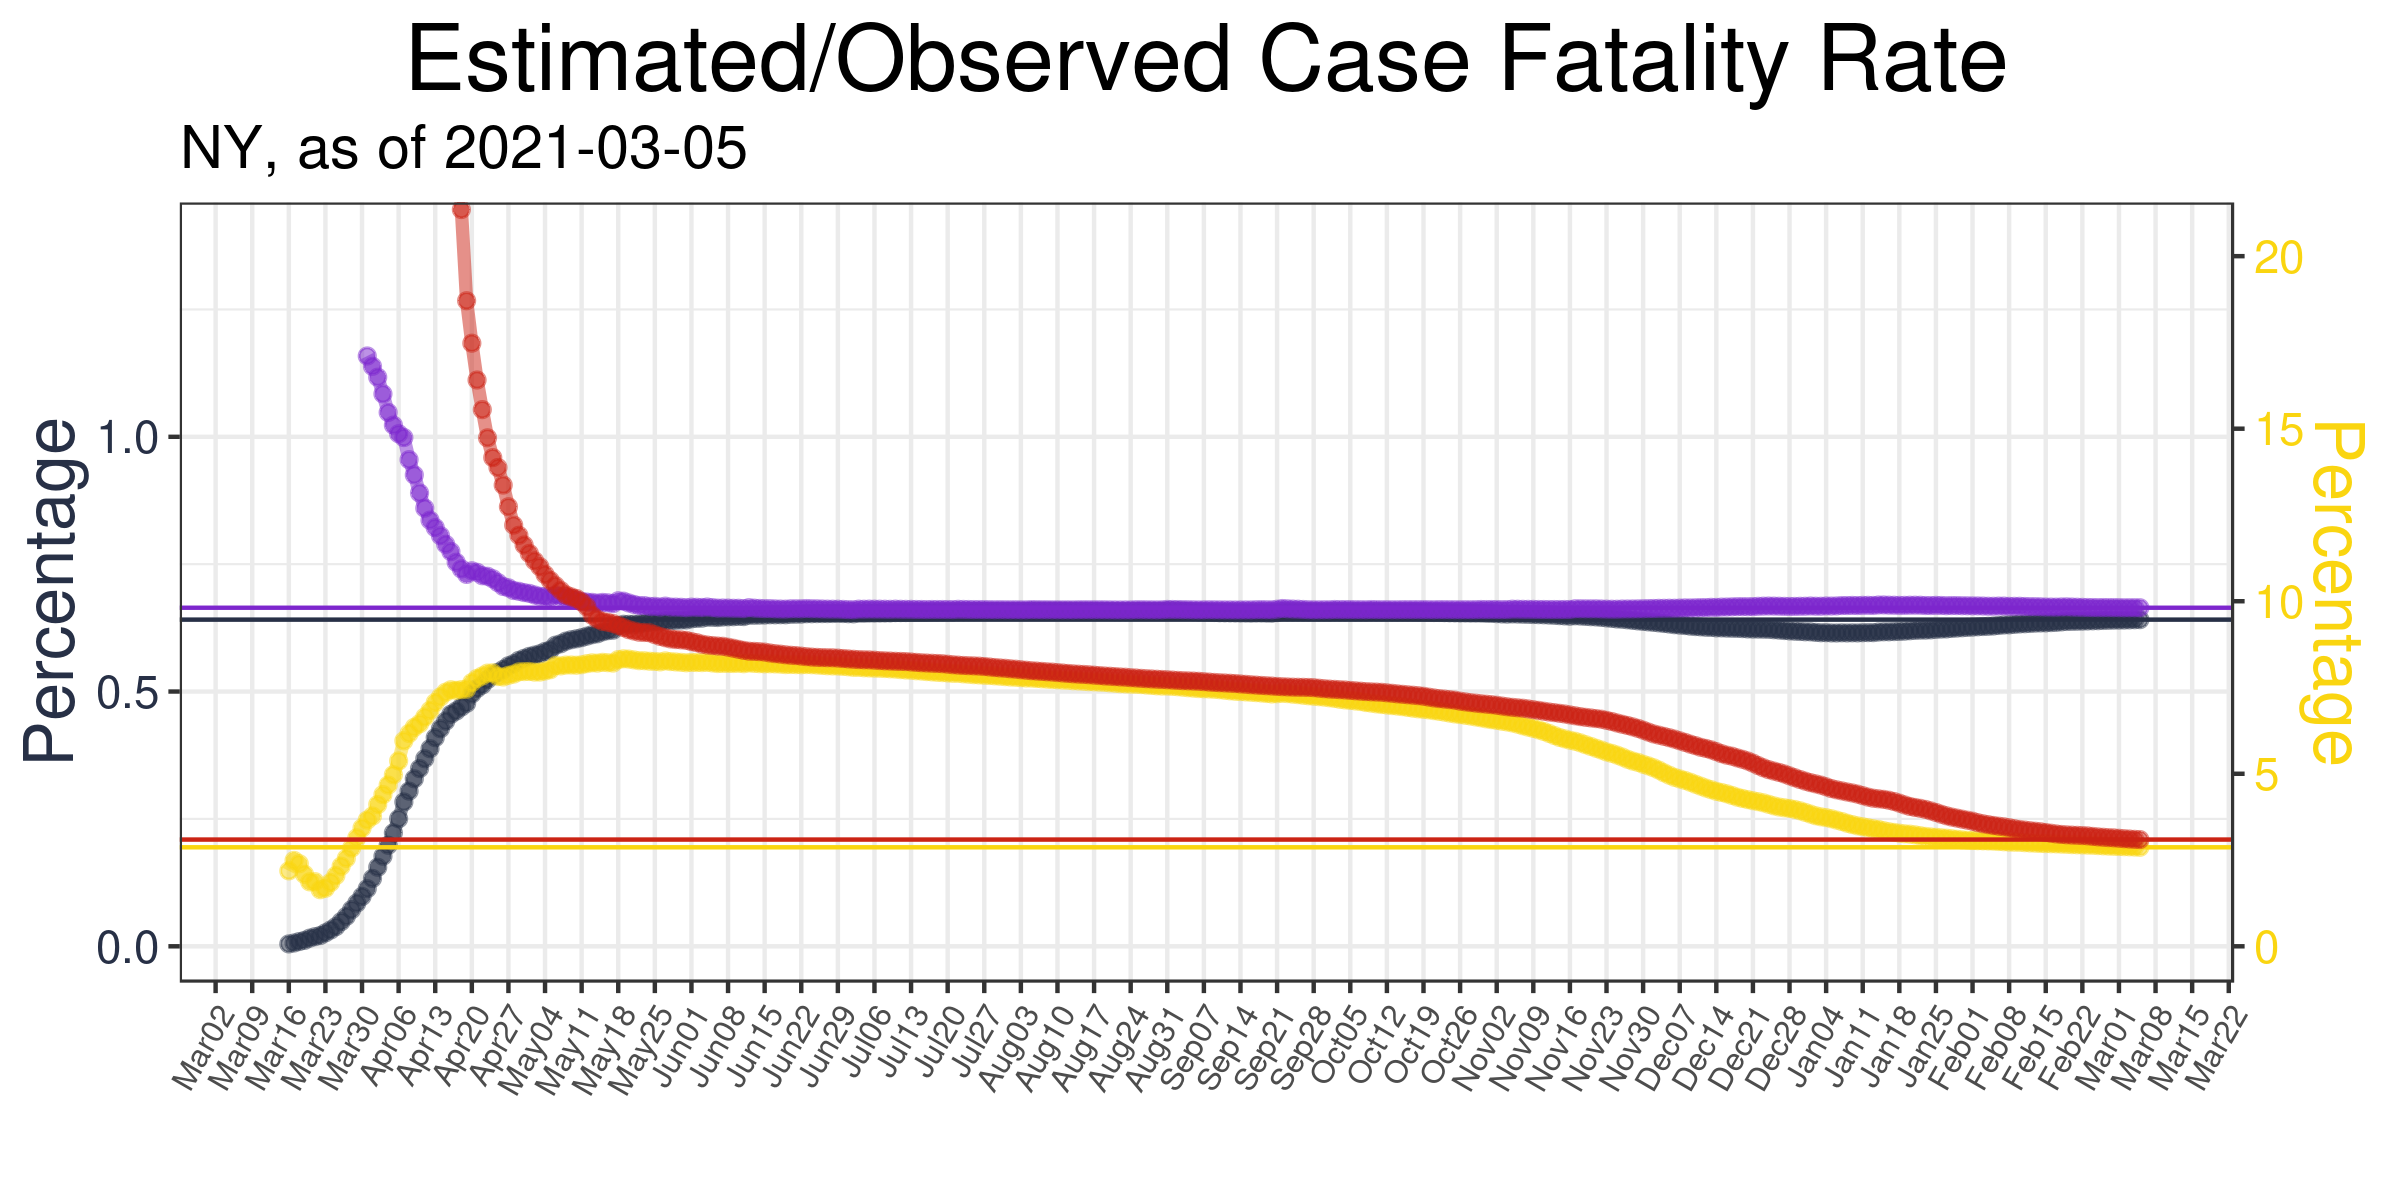 Estimated/Observed Case Fatality Rate
NY, as of 2021-03-05
Percentage
1.0
0.5
0.0
20
15
10
5
0
Percentage
Mar02
Mar09
Mar16
Mar23
Mar30
Apr06
Apr13
Apr20
Apr27
May04
May11
May18
May25
Jun01
Jun08
Jun15
Jun22
Jun29
Jul06
Jul13
Jul20
Jul27
Aug03
Aug10
Aug17
Aug24
Aug31
Sep07
Sep14
Sep21
Sep28
Oct05
Oct12
Oct19
Oct26
Nov02
Nov09
Nov16
Nov23
Nov30
Dec07
Dec14
Dec21
Dec28
Dec04
Jan11
Jan18
Jan25
Feb01
Feb08
Feb15
Feb22
Mar01
Mar08
Mar15
Mar22